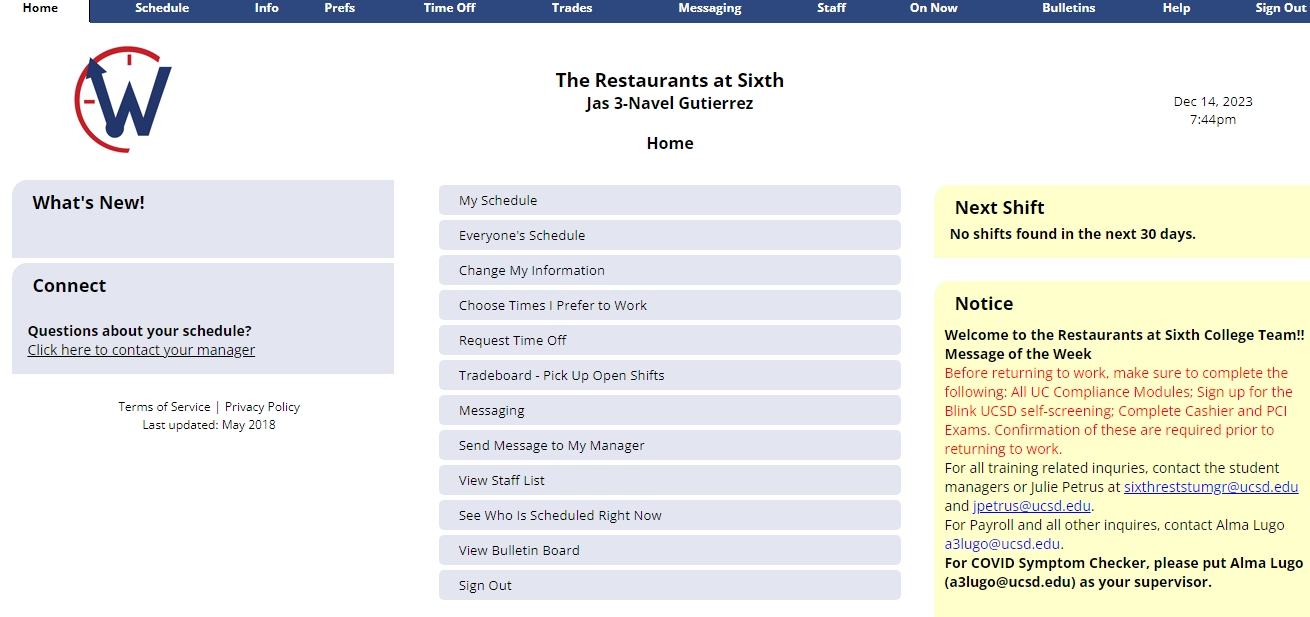 Home Schedule Info Prefs Time Off Trades Messaging Staff On Now Bulletins Help Sign Out
W
The Restaurants at Sixth
Jas 3-Navel Gutierrez
Home
Dec 14, 2023
7:44pm
What's New!
Connect
Questions about your schedule?
Click here to contact your manager
Terms of Service | Privacy Policy
Last updated: May 2018
My Schedule
Everyone's Schedule
Change My Information
Choose Times I Prefer to Work
Request Time Off
Tradeboard - Pick Up Open Shifts
Messaging
Send Message to My Manager
View Staff List
See Who Is Scheduled Right Now
View Bulletin Board
Sign Out
Next Shift
No shifts found in the next 30 days.
Notice
Welcome to the Restaurants at Sixth College Team!!
Message of the Week
Before returning to work, make sure to complete the
following: All UC Compliance Modules; Sign up for the
Blink UCSD self-screening; Complete Cashier and PCI
Exams. Confirmation of these are required prior to
returning to work.
For all training related inquries, contact the student
managers or Julie Petrus at sixthreststumgr@ucsd.edu
and jpetrus@ucsd.edu.
For Payroll and all other inquires, contact Alma Lugo
a3lugo@ucsd.edu.
For COVID Symptom Checker, please put Alma Lugo
(a3lugo@ucsd.edu) as your supervisor.